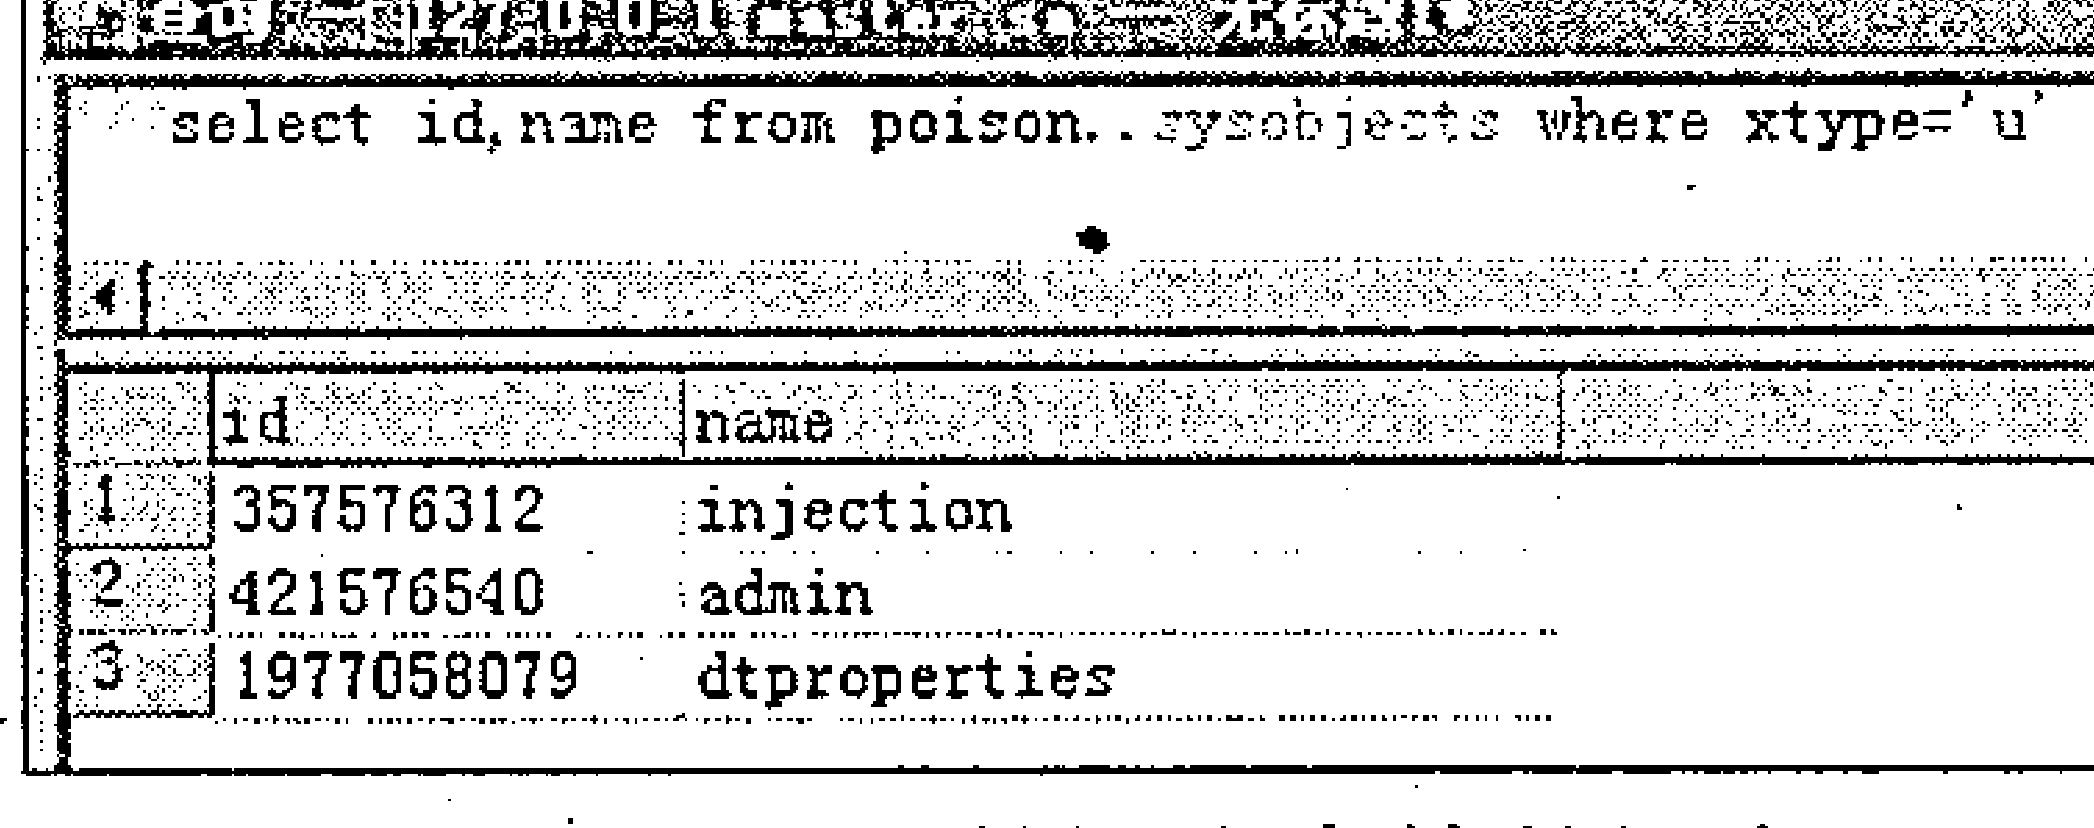 select id,name from poison..sysobjects where xtype='u'
id name
1 357576312 injection
2 421576540 admin
3 1977058079 dtproperties